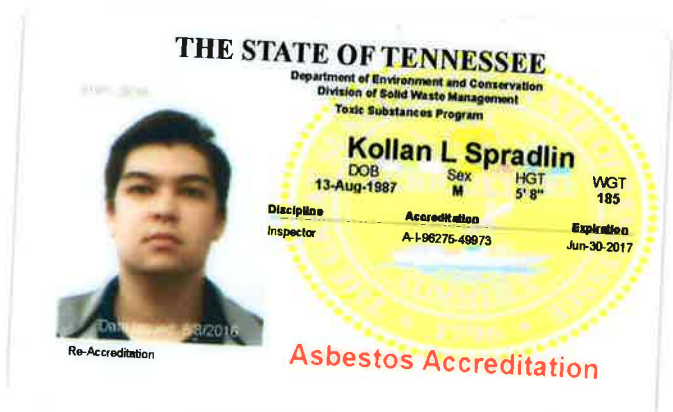 THE STATE OF TENNESSEE
Department of Environment and Conservation
Division of Solid Waste Management
Toxic Substances Program
Kollan L Spradlin
DOB Sex HGT WGT
13-Aug-1987 M 5' 8" 185
Discipline Accreditation Expiration
Inspector A-I-96275-49973 Jun-30-2017
Date Issued: 8/8/2016
Re-Accreditation
Asbestos Accreditation